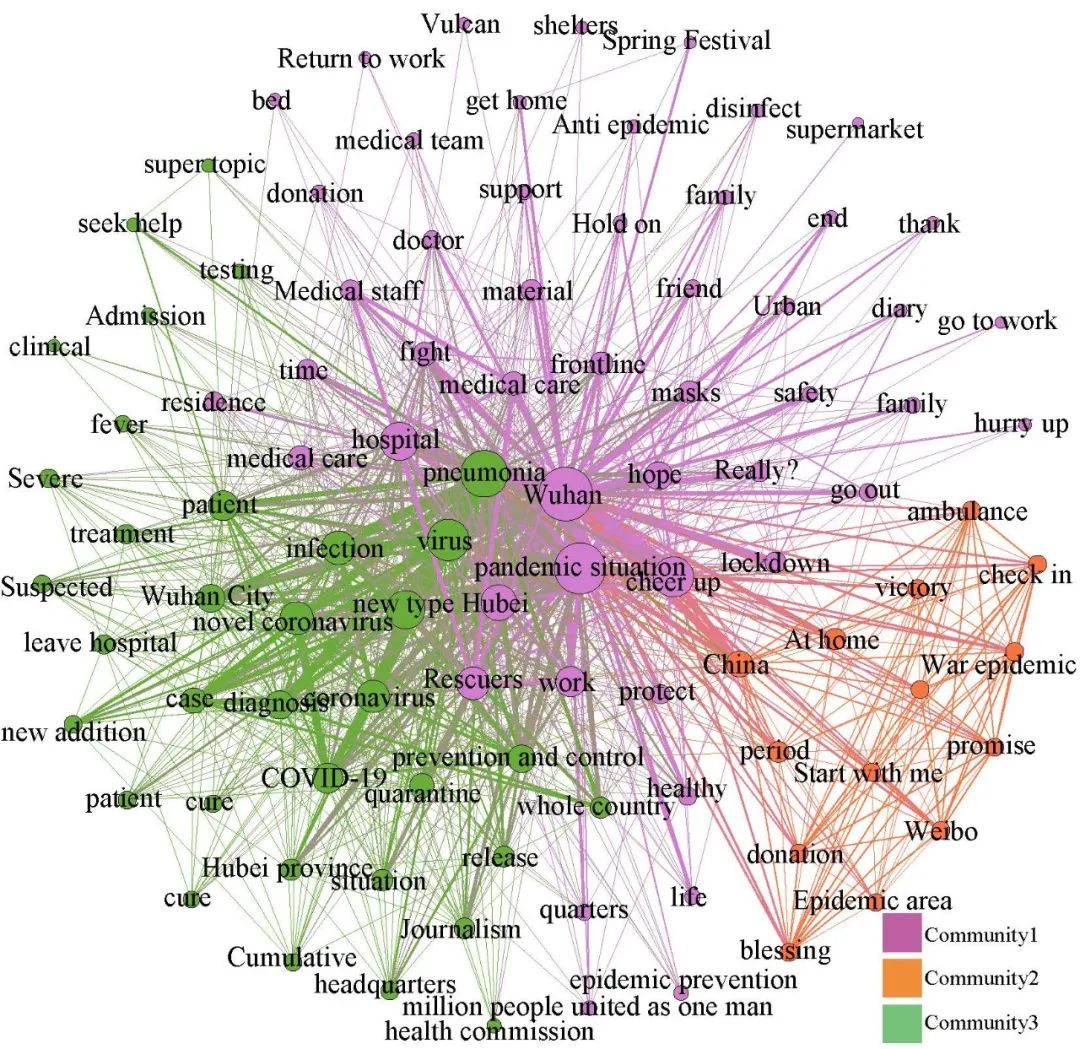 Vulcan
shelters
Spring Festival
Return to work
bed
get home
Anti epidemic
disinfect
supermarket
medical team
super topic
donation
support
family
seek help
doctor
Hold on
end
thank
testing
Medical staff
material
friend
Urban
diary
go to work
Admission
clinical
time
fight
medical care
frontline
masks
safety
family
hurry up
residence
fever
hospital
medical care
pneumonia
Wuhan
hope
Really?
go out
Severe
patient
ambulance
treatment
infection
virus
pandemic situation
cheer up
lockdown
victory
check in
Suspected
Wuhan City
novel coronavirus
new type
Hubei
leave hospital
At home
China
War epidemic
case
diagnosis
coronavirus
Rescuers
work
protect
new addition
prevention and control
period
promise
COVID-19
quarantine
whole country
healthy
Start with me
patient
cure
Weibo
Hubei province
situation
release
donation
cure
Journalism
quarters
life
Epidemic area
blessing
Cumulative
headquarters
epidemic prevention
million people united as one man
health commission
Community1
Community2
Community3